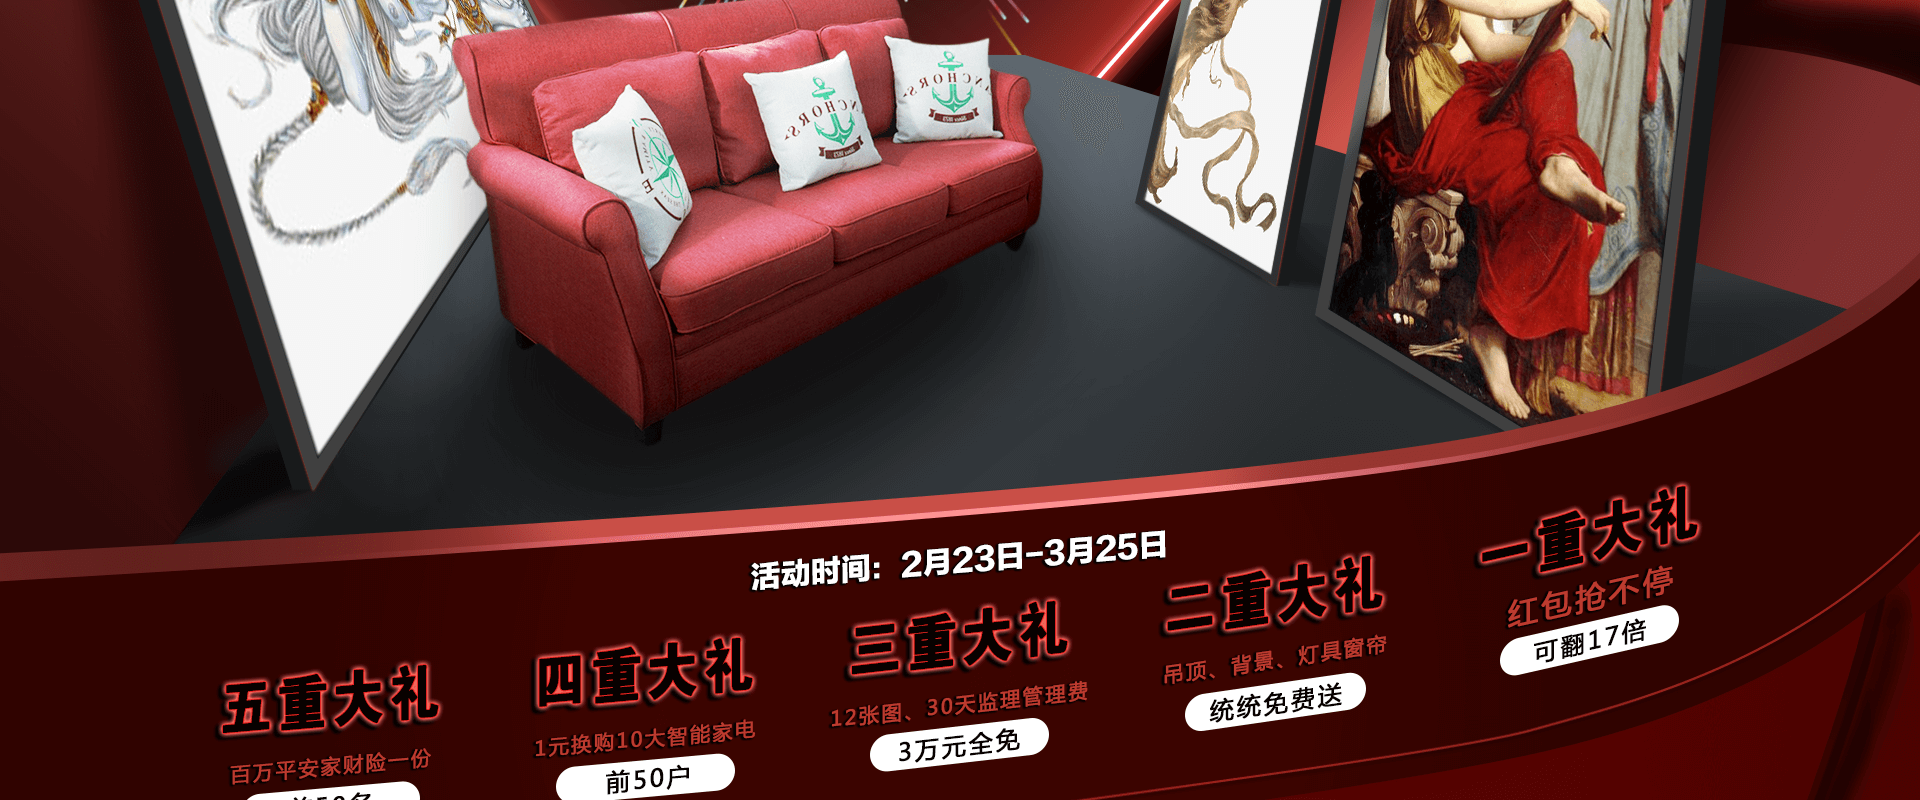 活动时间: 2月23日-3月25日
一重大礼
红包抢不停
可翻17倍
二重大礼
吊顶、背景、灯具窗帘
统统免费送
三重大礼
12张图、30天监理管理费
3万元全免
四重大礼
1元换购10大智能家电
前50户
五重大礼
百万平安家财险一份